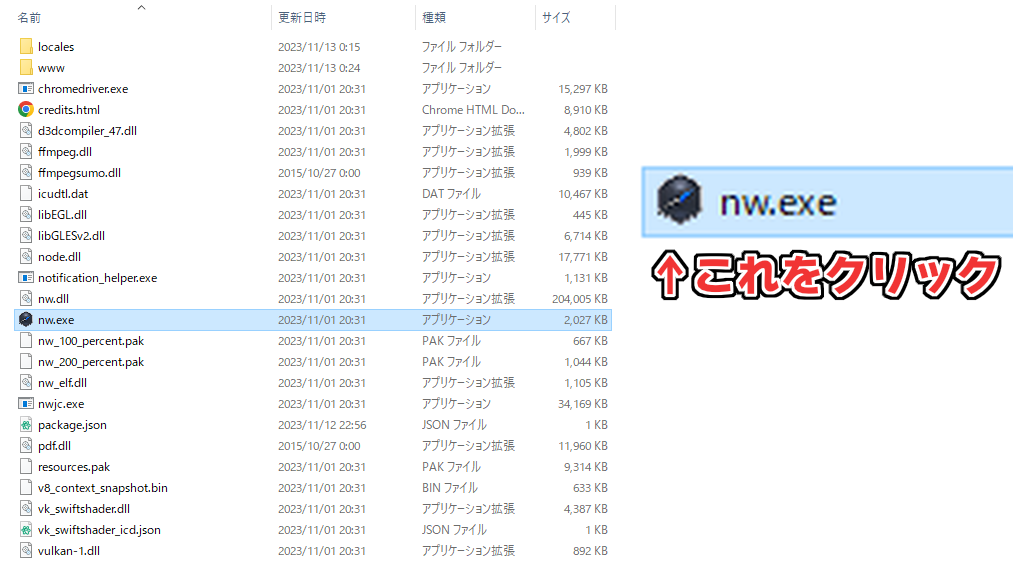 名前 更新日時 種類 サイズ
locales 2023/11/13 0:15 ファイル フォルダー
www 2023/11/13 0:24 ファイル フォルダー
chromedriver.exe 2023/11/01 20:31 アプリケーション 15,297 KB
credits.html 2023/11/01 20:31 Chrome HTML Do... 8,910 KB
d3dcompiler_47.dll 2023/11/01 20:31 アプリケーション拡張 4,802 KB
ffmpeg.dll 2023/11/01 20:31 アプリケーション拡張 1,999 KB
ffmpegsumo.dll 2015/10/27 0:00 アプリケーション拡張 939 KB
icudtl.dat 2023/11/01 20:31 DAT ファイル 10,467 KB
libEGL.dll 2023/11/01 20:31 アプリケーション拡張 445 KB
libGLESv2.dll 2023/11/01 20:31 アプリケーション拡張 6,714 KB
node.dll 2023/11/01 20:31 アプリケーション拡張 17,771 KB
notification_helper.exe 2023/11/01 20:31 アプリケーション 1,131 KB
nw.dll 2023/11/01 20:31 アプリケーション拡張 204,005 KB
nw.exe 2023/11/01 20:31 アプリケーション 2,027 KB
nw_100_percent.pak 2023/11/01 20:31 PAK ファイル 667 KB
nw_200_percent.pak 2023/11/01 20:31 PAK ファイル 1,044 KB
nw_elf.dll 2023/11/01 20:31 アプリケーション拡張 1,105 KB
nwjc.exe 2023/11/01 20:31 アプリケーション 34,169 KB
package.json 2023/11/12 22:56 JSON ファイル 1 KB
pdf.dll 2015/10/27 0:00 アプリケーション拡張 11,960 KB
resources.pak 2023/11/01 20:31 PAK ファイル 9,314 KB
v8_context_snapshot.bin 2023/11/01 20:31 BIN ファイル 633 KB
vk_swiftshader.dll 2023/11/01 20:31 アプリケーション拡張 4,387 KB
vk_swiftshader_icd.json 2023/11/01 20:31 JSON ファイル 1 KB
vulkan-1.dll 2023/11/01 20:31 アプリケーション拡張 892 KB
nw.exe
↑これをクリック